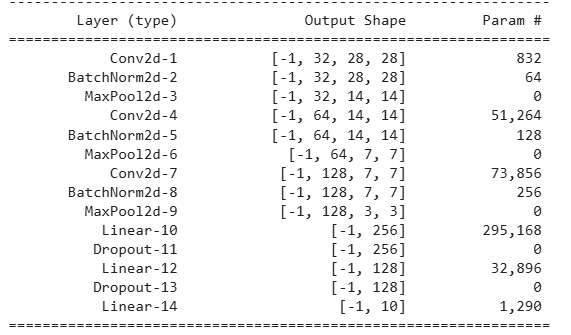 ----------------------------------------------------------------
Layer (type) Output Shape Param #
================================================================
Conv2d-1 [-1, 32, 28, 28] 832
BatchNorm2d-2 [-1, 32, 28, 28] 64
MaxPool2d-3 [-1, 32, 14, 14] 0
Conv2d-4 [-1, 64, 14, 14] 51,264
BatchNorm2d-5 [-1, 64, 14, 14] 128
MaxPool2d-6 [-1, 64, 7, 7] 0
Conv2d-7 [-1, 128, 7, 7] 73,856
BatchNorm2d-8 [-1, 128, 7, 7] 256
MaxPool2d-9 [-1, 128, 3, 3] 0
Linear-10 [-1, 256] 295,168
Dropout-11 [-1, 256] 0
Linear-12 [-1, 128] 32,896
Dropout-13 [-1, 128] 0
Linear-14 [-1, 10] 1,290
================================================================